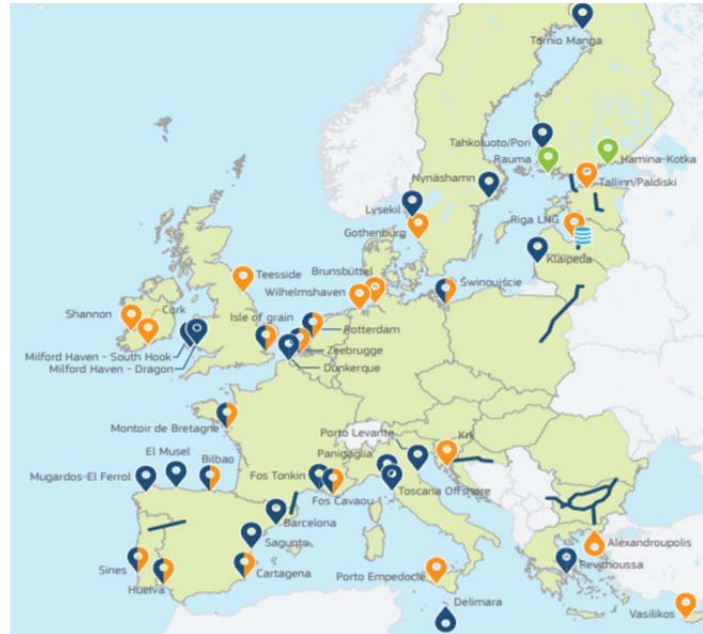 Tornio Manga
Tahkoluoto/Pori
Rauma
Hamina-Kotka
Nynäshamn
Tallinn/Paldiski
Lysekil
Gothenburg
Riga LNG
Klaipeda
Teesside
Brunsbüttel
Świnoujście
Wilhelmshaven
Shannon
Cork
Isle of grain
Rotterdam
Milford Haven - South Hook
Zeebrugge
Milford Haven - Dragon
Dunkerque
Montoir de Bretagne
Porto Levante
Krk
El Musel
Panigaglia
Bilbao
Mugardos-El Ferrol
Fos Tonkin
Toscana Offshore
Fos Cavaou
Barcelona
Sagunto
Alexandroupolis
Revithoussa
Sines
Huelva
Cartagena
Porto Empedocle
Delimara
Vasilikos